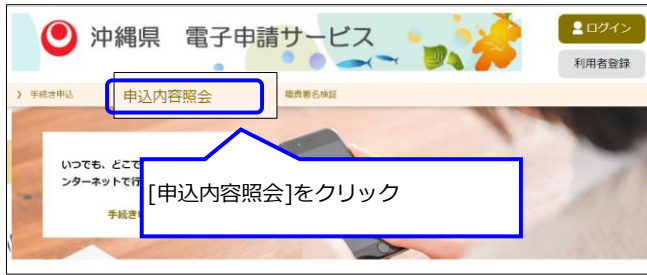 沖縄県 電子申請サービス
ログイン
利用者登録
》 手続き申込
申込内容照会
職責署名検証
いつでも、どこで
ンターネットで行
手続き
[申込内容照会]をクリック